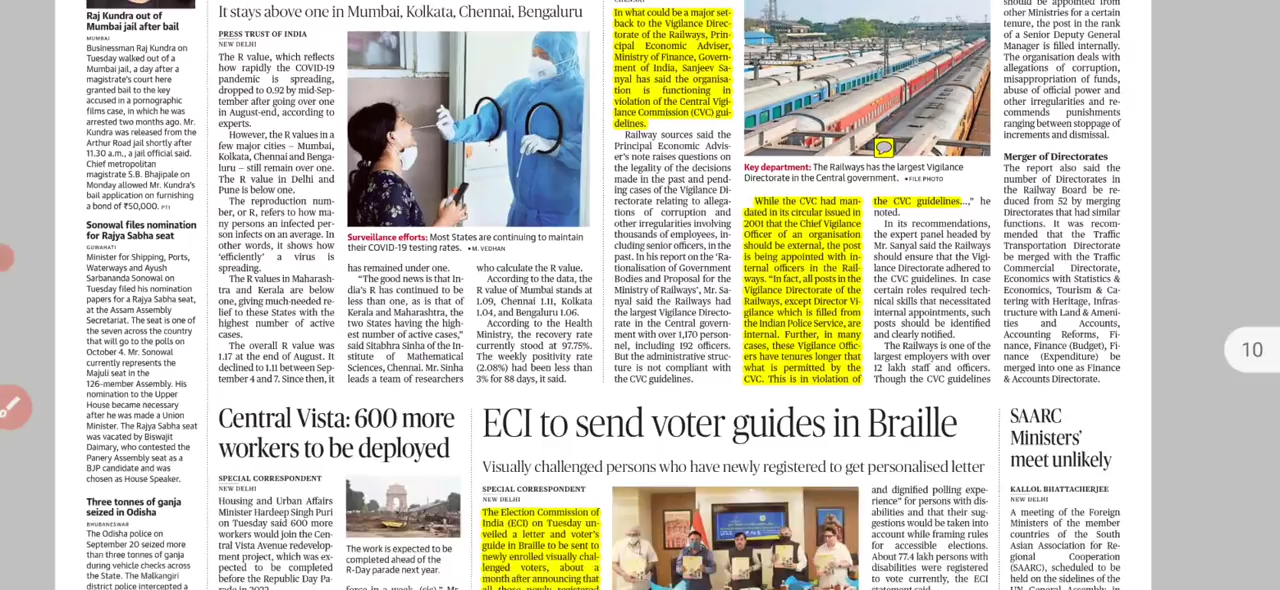 Raj Kundra out of
Mumbai jail after bail
MUMBAI
Businessman Raj Kundra on
Tuesday walked out of a
Mumbai jail, a day after a
magistrate's court here
granted bail to the key
accused in a pornographic
films case, in which he was
arrested two months ago. Mr.
Kundra was released from the
Arthur Road jail shortly after
11.30 a.m., a jail official said.
Chief metropolitan
magistrate S.B. Bhajipale on
Monday allowed Mr. Kundra's
bail application on furnishing
a bond of ₹50,000. PTI
Sonowal files nomination
for Rajya Sabha seat
GUWAHATI
Minister for Shipping, Ports,
Waterways and Ayush
Sarbananda Sonowal on
Tuesday filed his nomination
papers for a Rajya Sabha seat,
at the Assam Assembly
Secretariat. The seat is one of
the seven across the country
that will go to the polls on
October 4. Mr. Sonowal
currently represents the
Majuli seat in the
126-member Assembly. His
nomination to the Upper
House became necessary
after he was made a Union
Minister. The Rajya Sabha seat
was vacated by Biswajit
Daimary, who contested the
Panery Assembly seat as a
BJP candidate and was
chosen as House Speaker.
Three tonnes of ganja
seized in Odisha
BHUBANESWAR
The Odisha police on
September 20 seized more
than three tonnes of ganja
during vehicle checks across
the State. The Malkangiri
district police intercepted a
It stays above one in Mumbai, Kolkata, Chennai, Bengaluru
PRESS TRUST OF INDIA
NEW DELHI
The R value, which reflects
how rapidly the COVID-19
pandemic is spreading,
dropped to 0.92 by mid-Sep-
tember after going over one
in August-end, according to
experts.
However, the R values in a
few major cities – Mumbai,
Kolkata, Chennai and Benga-
luru – still remain over one.
The R value in Delhi and
Pune is below one.
The reproduction
number, or R, refers to how ma-
ny persons an infected per-
son infects on an average. In
other words, it shows how
'efficiently' a virus is
spreading.
The R values in Maharash-
tra and Kerala are below
one, giving much-needed re-
lief to these States with the
highest number of active
cases.
The overall R value was
1.17 at the end of August. It
declined to 1.11 between Sep-
tember 4 and 7. Since then, it
Surveillance efforts: Most States are continuing to maintain
their COVID-19 testing rates. •M. VEDHAN
has remained under one.
"The good news is that In-
dia's R has continued to be
less than one, as is that of
Kerala and Maharashtra, the
two States having the high-
est number of active cases,"
said Sitabhra Sinha of the In-
stitute of Mathematical
Sciences, Chennai. Mr. Sinha
leads a team of researchers
who calculate the R value.
According to the data, the
R value of Mumbai stands at
1.09, Chennai 1.11, Kolkata
1.04, and Bengaluru 1.06.
According to the Health
Ministry, the recovery rate
currently stood at 97.75%.
The weekly positivity rate
(2.08%) had been less than
3% for 88 days, it said.
In what could be a major set-
back to the Vigilance Direc-
torate of the Railways, Prin-
cipal Economic Adviser,
Ministry of Finance, Govern-
ment of India, Sanjeev Sa-
nyal has said the organisa-
tion is functioning in
violation of the Central Vigi-
lance Commission (CVC) gui-
delines.
Railway sources said the
Principal Economic Advis-
er's note raises questions on
the legality of the decisions
made in the past and pend-
ing cases of the Vigilance Di-
rectorate relating to allega-
tions of corruption and
other irregularities involving
thousands of employees, in-
cluding senior officers, in the
past. In his report on the 'Ra-
tionalisation of Government
Bodies and Proposal for the
Ministry of Railways', Mr. Sa-
nyal said the Railways had
the largest Vigilance Directo-
rate in the Central govern-
ment with over 1,170 person-
nel, including 192 officers.
But the administrative struc-
ture is not compliant with
the CVC guidelines.
Key department: The Railways has the largest Vigilance
Directorate in the Central government. •FILE PHOTO
While the CVC had man-
dated in its circular issued in
2001 that the Chief Vigilance
Officer of an organisation
should be external, the post
is being appointed with in-
ternal officers in the Rail-
ways. "In fact, all posts in the
Vigilance Directorate of the
Railways, except Director Vi-
gilance which is filled from
the Indian Police Service, are
internal. Further, in many
cases, these Vigilance Offic-
ers have tenures longer that
what is permitted by the
CVC. This is in violation of
the CVC guidelines...," he
noted.
In its recommendations,
the expert panel headed by
Mr. Sanyal said the Railways
should ensure that the Vigi-
lance Directorate adhered to
the CVC guidelines. In case
certain roles required tech-
nical skills that necessitated
internal appointments, such
posts should be identified
and clearly notified.
The Railways is one of the
largest employers with over
12 lakh staff and officers.
Though the CVC guidelines
should be appointed from
other Ministries for a certain
tenure, the post in the rank
of a Senior Deputy General
Manager is filled internally.
The organisation deals with
allegations of corruption,
misappropriation of funds,
abuse of official power and
other irregularities and re-
commends punishments
ranging between stoppage of
increments and dismissal.
Merger of Directorates
The report also said the
number of Directorates in
the Railway Board be re-
duced from 52 by merging
Directorates that had similar
functions. It was recom-
mended that the Traffic
Transportation Directorate
be merged with the Traffic
Commercial Directorate,
Economics with Statistics &
Economics, Tourism & Ca-
tering with Heritage, Infras-
tructure with Land & Ameni-
ties and Accounts,
Accounting Reforms, Fi-
nance, Finance (Budget), Fi-
nance (Expenditure) be
merged into one as Finance
& Accounts Directorate.
10
Central Vista: 600 more
workers to be deployed
SPECIAL CORRESPONDENT
NEW DELHI
Housing and Urban Affairs
Minister Hardeep Singh Puri
on Tuesday said 600 more
workers would join the Cen-
tral Vista Avenue redevelop-
ment project, which was ex-
pected to be completed
before the Republic Day Pa-
rade in 2022.
The work is expected to be
completed ahead of the
R-Day parade next year.
force in a week, (sic)." Mr.
ECI to send voter guides in Braille
Visually challenged persons who have newly registered to get personalised letter
SPECIAL CORRESPONDENT
NEW DELHI
The Election Commission of
India (ECI) on Tuesday un-
veiled a letter and voter's
guide in Braille to be sent to
newly enrolled visually chal-
lenged voters, about a
month after announcing that
all those newly registered
and dignified polling expe-
rience" for persons with dis-
abilities and that their sug-
gestions would be taken into
account while framing rules
for accessible elections.
About 77.4 lakh persons with
disabilities were registered
to vote currently, the ECI
statement said.
SAARC
Ministers'
meet unlikely
KALLOL BHATTACHERJEE
NEW DELHI
A meeting of the Foreign
Ministers of the member
countries of the South
Asian Association for Re-
gional Cooperation
(SAARC), scheduled to be
held on the sidelines of the
UN General Assembly in